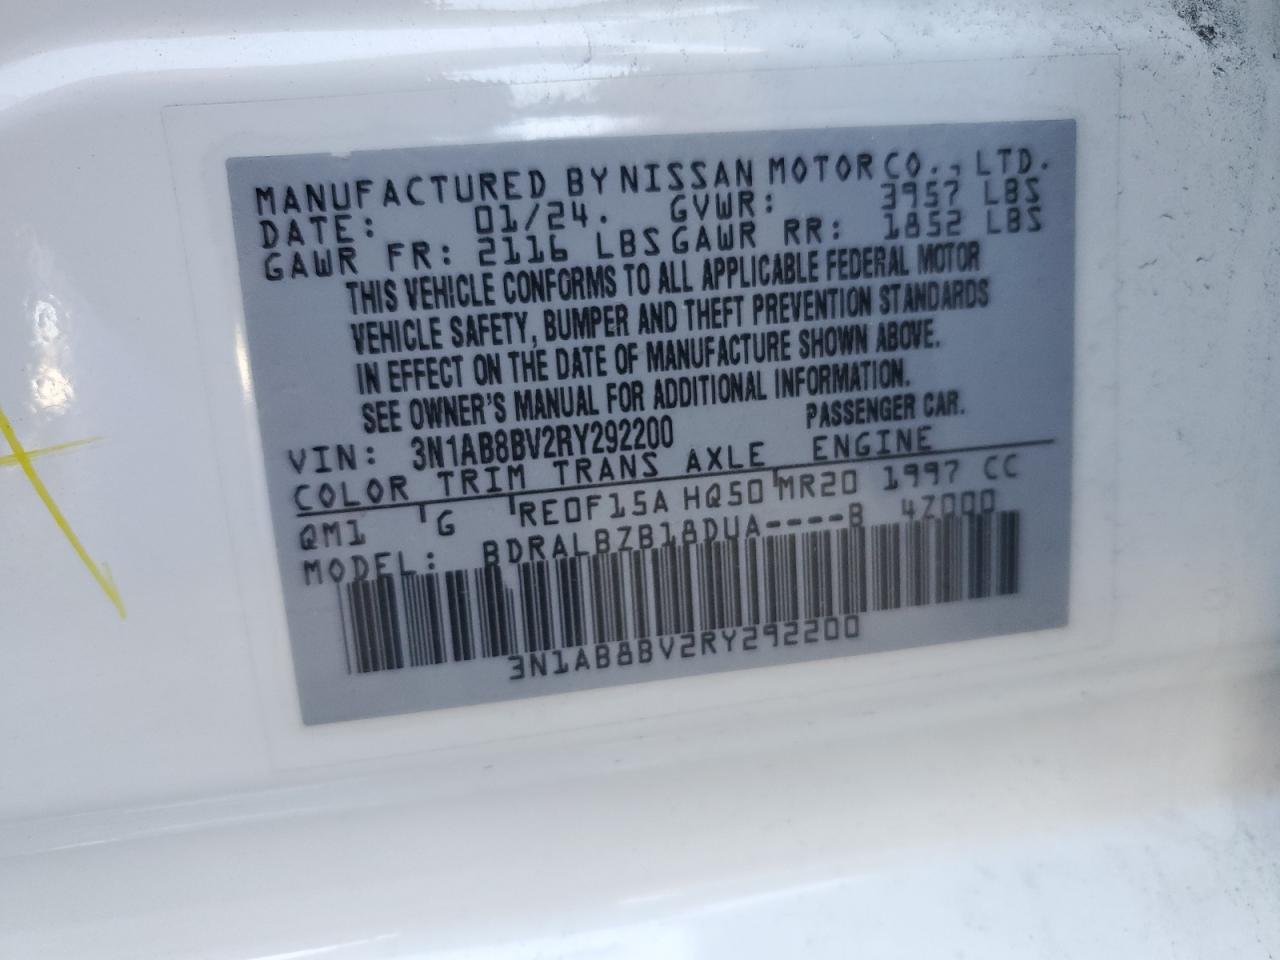 MANUFACTURED BY NISSAN MOTOR CO., LTD.
DATE: 01/24. GVWR: 3957 LBS
GAWR FR: 2116 LBS GAWR RR: 1852 LBS
THIS VEHICLE CONFORMS TO ALL APPLICABLE FEDERAL MOTOR
VEHICLE SAFETY, BUMPER AND THEFT PREVENTION STANDARDS
IN EFFECT ON THE DATE OF MANUFACTURE SHOWN ABOVE.
SEE OWNER'S MANUAL FOR ADDITIONAL INFORMATION.
VIN: 3N1AB8BV2RY292200 PASSENGER CAR.
COLOR TRIM TRANS AXLE ENGINE
QM1 G RE0F15A HQ50 MR20 1997 CC
MODEL: BDRALBZB18DUA----B 4Z000
3N1AB8BV2RY292200